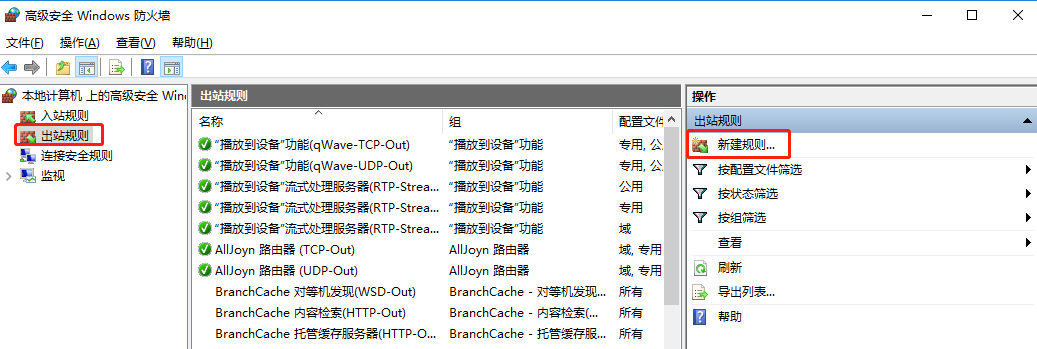 高级安全 Windows 防火墙
文件(F) 操作(A) 查看(V) 帮助(H)
本地计算机 上的高级安全 Wind
入站规则
出站规则
连接安全规则
监视
出站规则
名称 组 配置文件
“播放到设备”功能(qWave-TCP-Out) “播放到设备”功能 专用, 公用
“播放到设备”功能(qWave-UDP-Out) “播放到设备”功能 专用, 公用
“播放到设备”流式处理服务器(RTP-Strea... “播放到设备”功能 公用
“播放到设备”流式处理服务器(RTP-Strea... “播放到设备”功能 专用
“播放到设备”流式处理服务器(RTP-Strea... “播放到设备”功能 域
AllJoyn 路由器 (TCP-Out) AllJoyn 路由器 域, 专用
AllJoyn 路由器 (UDP-Out) AllJoyn 路由器 域, 专用
BranchCache 对等机发现(WSD-Out) BranchCache - 对等机发现... 所有
BranchCache 内容检索(HTTP-Out) BranchCache - 内容检索(... 所有
BranchCache 托管缓存服务器(HTTP-O... BranchCache - 托管缓存服... 所有
操作
出站规则
新建规则...
按配置文件筛选
按状态筛选
按组筛选
查看
刷新
导出列表...
帮助